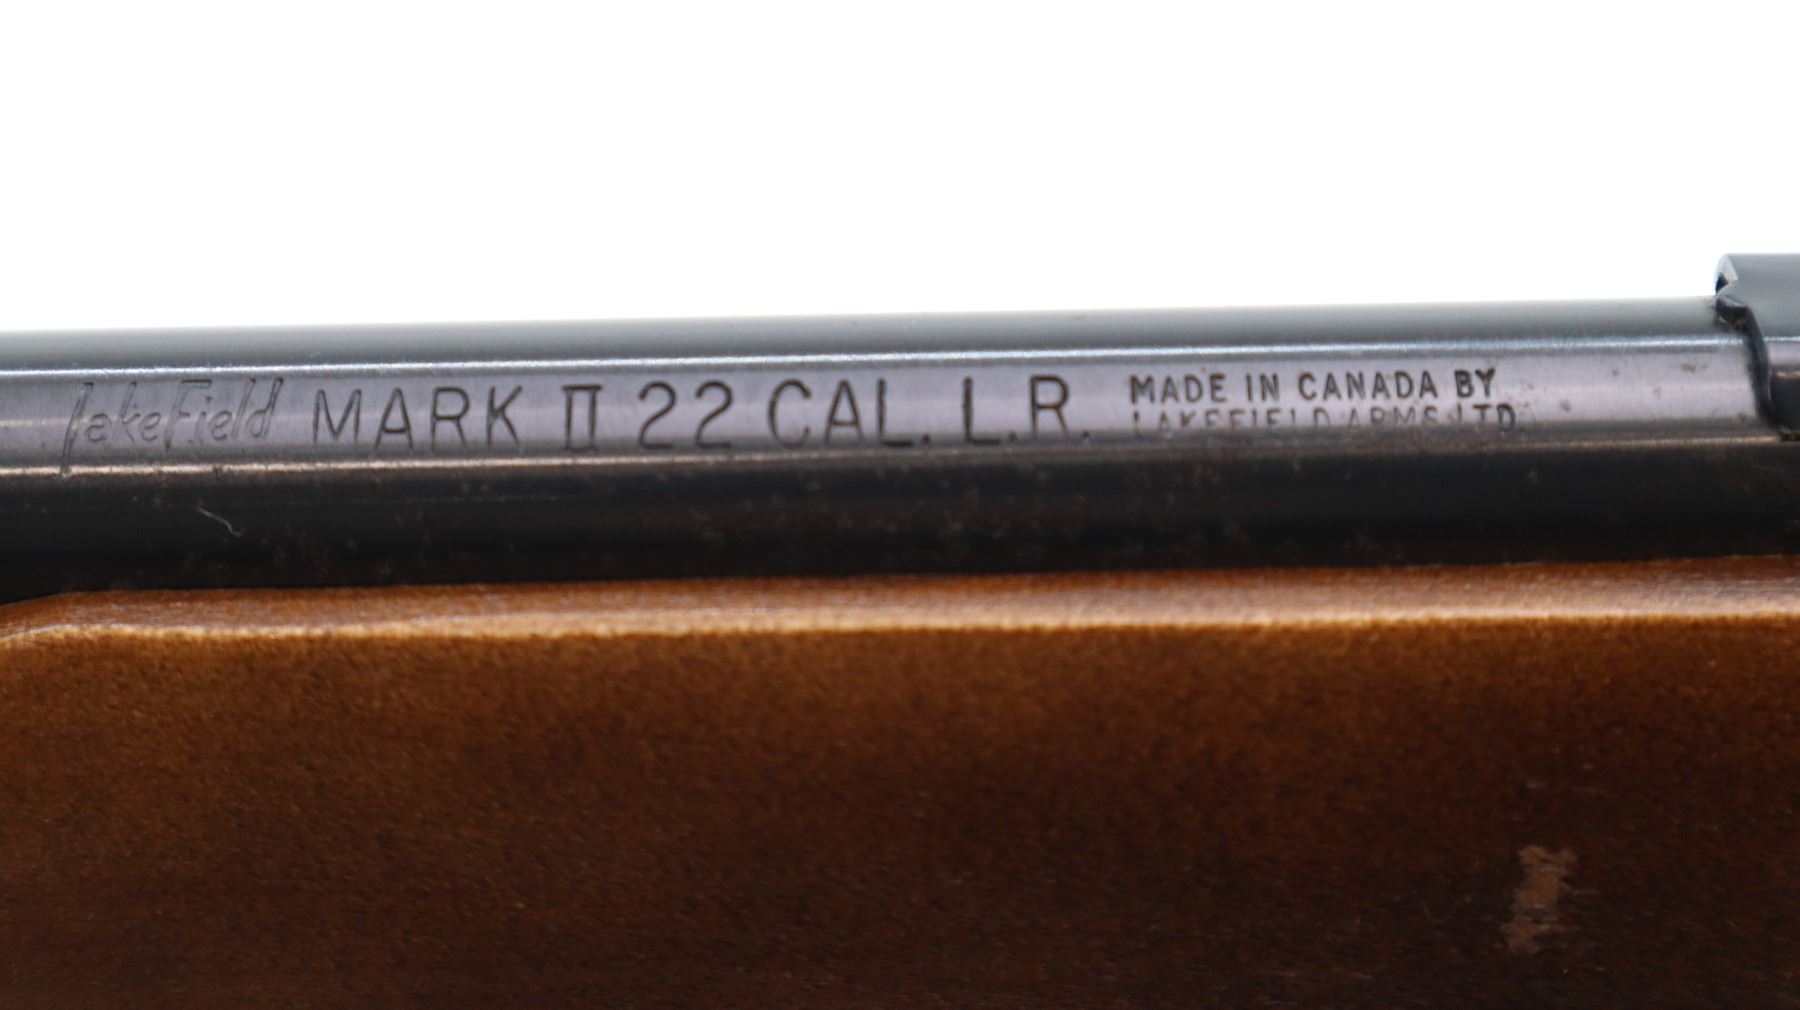 LakeField MARK II 22 CAL. L.R. MADE IN CANADA BY
LAKEFIELD ARMS LTD.